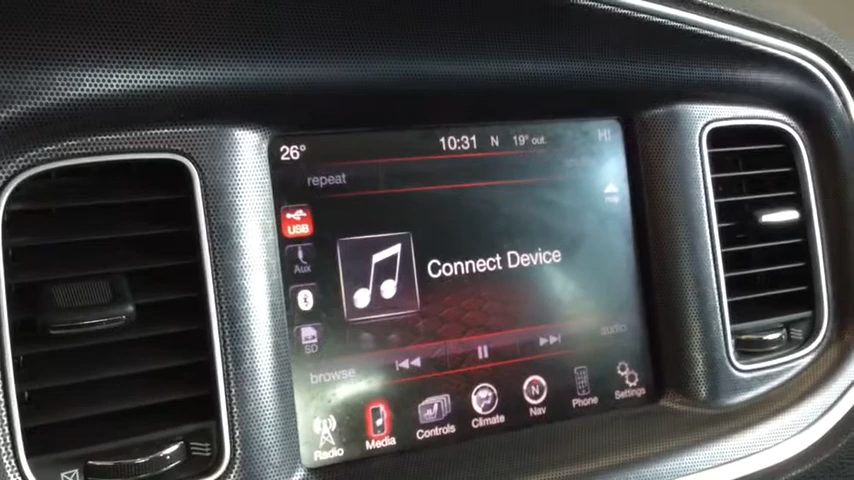 26° 10:31 N 19° out HI
repeat
USB
Aux
Connect Device
SD
audio
browse
Radio Media Controls Climate N Nav Phone Settings